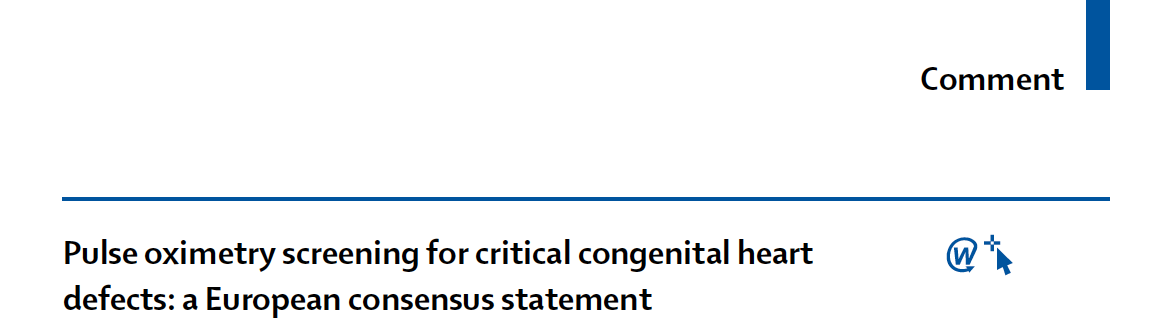 Comment
Pulse oximetry screening for critical congenital heart
defects: a European consensus statement
W